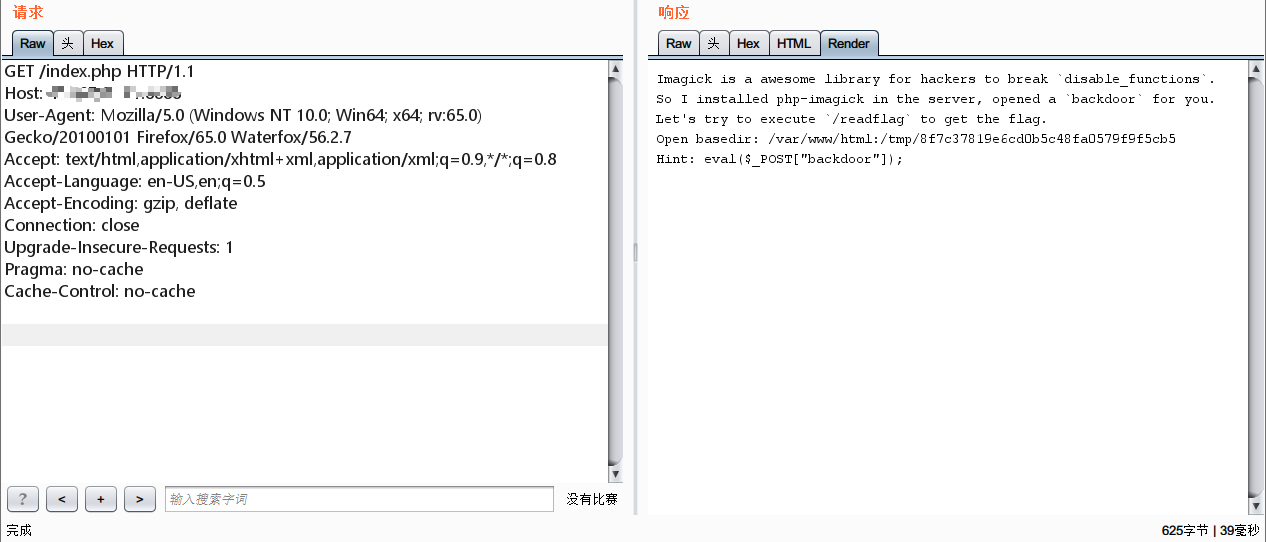 请求
Raw 头 Hex
GET /index.php HTTP/1.1
Host:
User-Agent: Mozilla/5.0 (Windows NT 10.0; Win64; x64; rv:65.0)
Gecko/20100101 Firefox/65.0 Waterfox/56.2.7
Accept: text/html,application/xhtml+xml,application/xml;q=0.9,*/*;q=0.8
Accept-Language: en-US,en;q=0.5
Accept-Encoding: gzip, deflate
Connection: close
Upgrade-Insecure-Requests: 1
Pragma: no-cache
Cache-Control: no-cache
? < + > 输入搜索字词 没有比赛
完成
响应
Raw 头 Hex HTML Render
Imagick is a awesome library for hackers to break `disable_functions`.
So I installed php-imagick in the server, opened a `backdoor` for you.
Let's try to execute `/readflag` to get the flag.
Open basedir: /var/www/html:/tmp/8f7c37819e6cd0b5c48fa0579f9f5cb5
Hint: eval($_POST["backdoor"]);
625字节 | 39毫秒